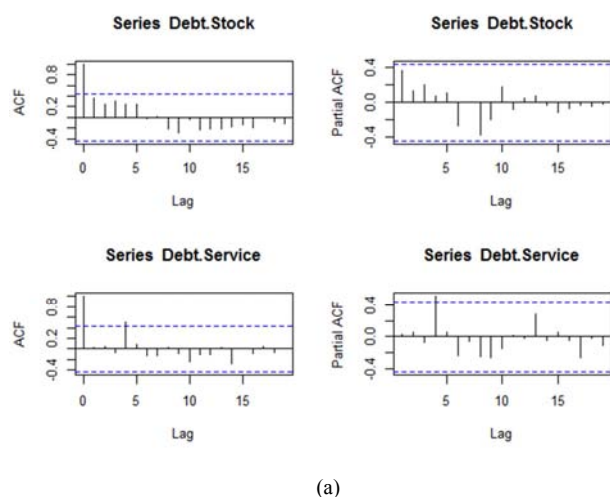 Series Debt.Stock
Series Debt.Stock
ACF
-0.4 0.2 0.8
0 5 10 15
Lag
Partial ACF
-0.4 0.0 0.4
5 10 15
Lag
Series Debt.Service
Series Debt.Service
ACF
-0.4 0.2 0.8
0 5 10 15
Lag
Partial ACF
-0.4 0.0 0.4
5 10 15
Lag
(a)